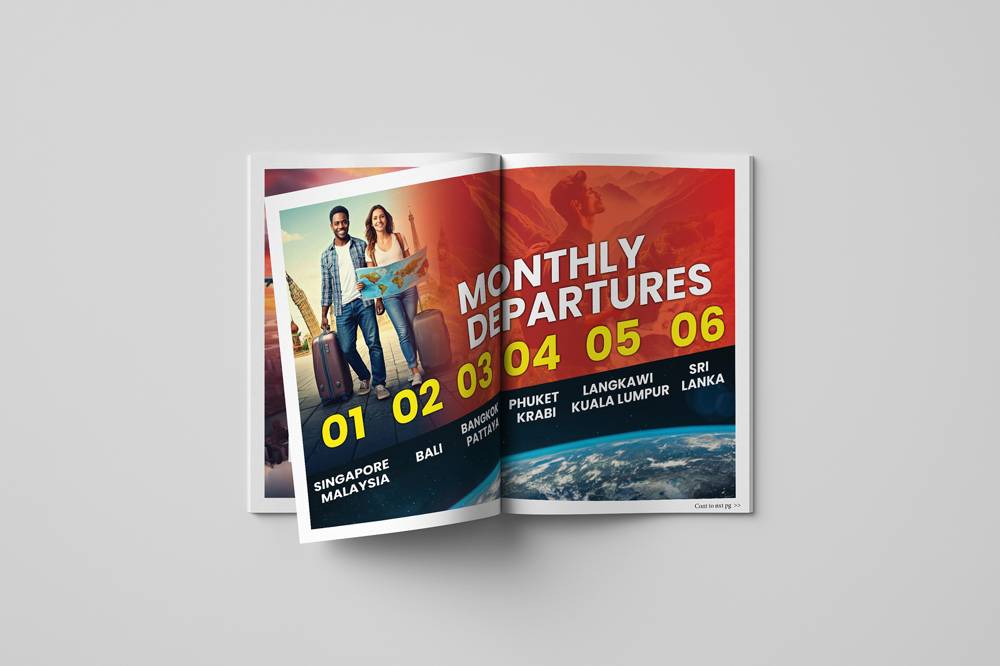 MONTHLY
DEPARTURES
01 02 03 04 05 06
SINGAPORE
MALAYSIA
BALI
BANGKOK
PATTAYA
PHUKET
KRABI
LANGKAWI
KUALA LUMPUR
SRI
LANKA
Cont to nxt pg >>